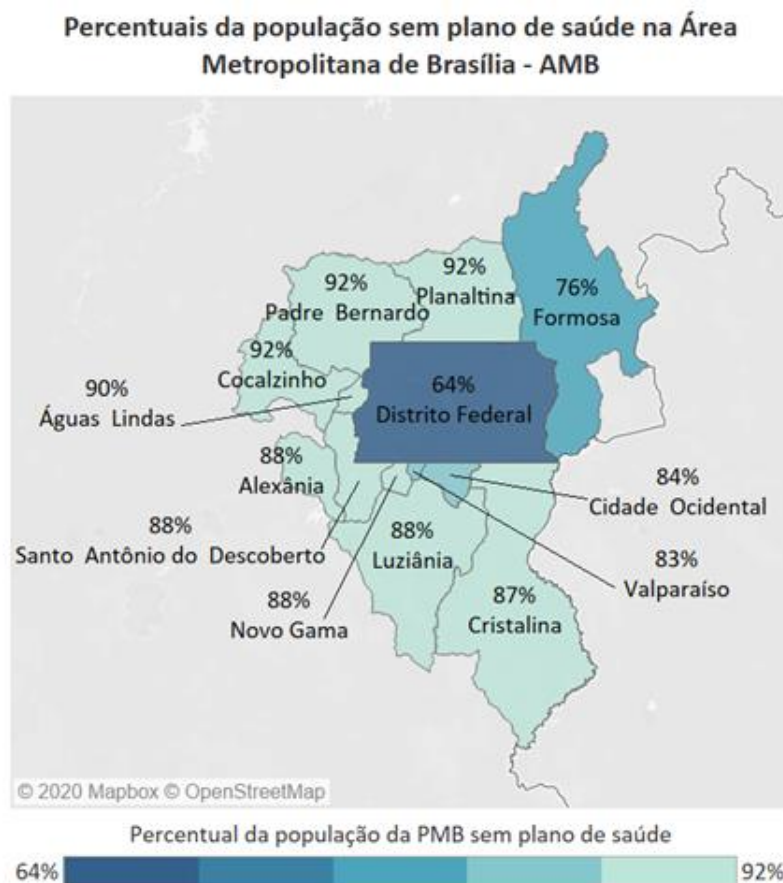 Percentuais da população sem plano de saúde na Área
Metropolitana de Brasília - AMB
92%
Planaltina
92%
Padre Bernardo
76%
Formosa
92%
Cocalzinho
90%
Águas Lindas
64%
Distrito Federal
88%
Alexânia
84%
Cidade Ocidental
88%
Santo Antônio do Descoberto
88%
Luziânia
83%
Valparaíso
88%
Novo Gama
87%
Cristalina
© 2020 Mapbox © OpenStreetMap
Percentual da população da PMB sem plano de saúde
64% 92%